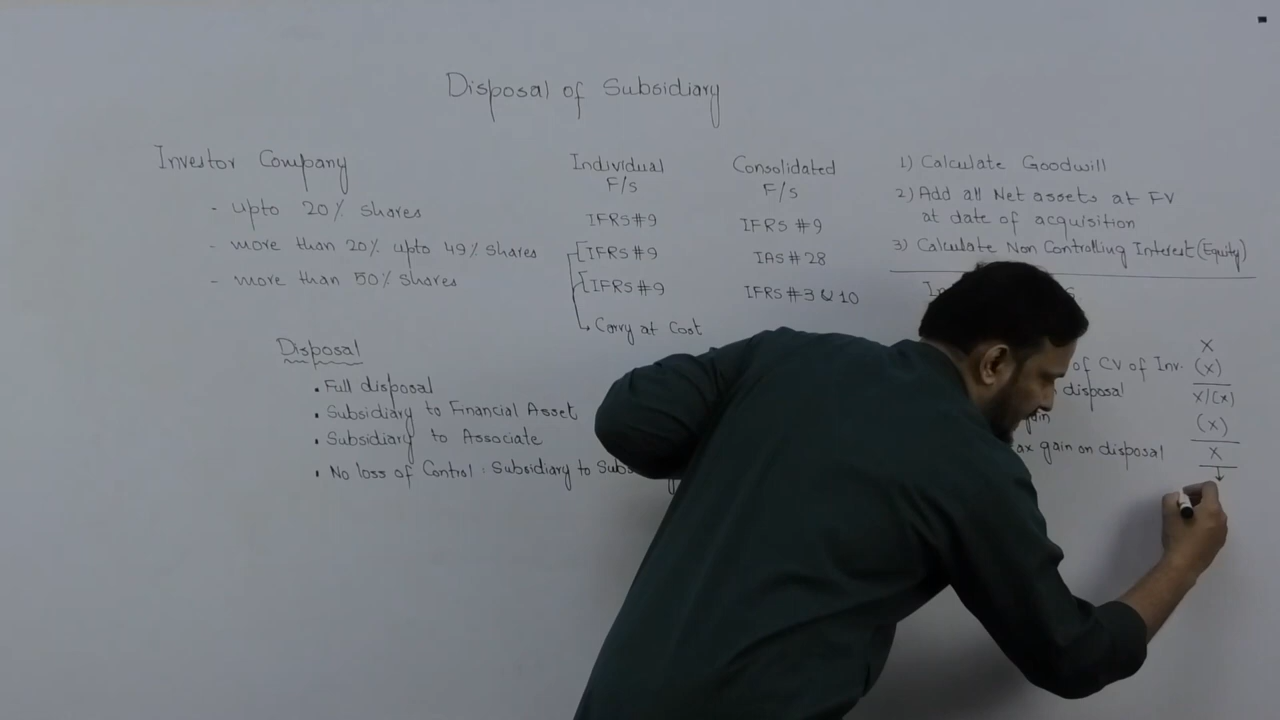 Disposal of Subsidiary
Investor Company
- upto 20% shares
- more than 20% upto 49% shares
- more than 50% shares
Individual
F/s
IFRS #9
IFRS #9
IFRS #9
Carry at Cost
Consolidated
F/s
IFRS #9
IAS #28
IFRS #3 & 10
Disposal
• Full disposal
• Subsidiary to Financial Asset
• Subsidiary to Associate
• No loss of Control : Subsidiary to
1) Calculate Goodwill
2) Add all Net assets at FV
at date of acquisition
3) Calculate Non Controlling Interest (Equity)
X
of CV of Inv. (X)
disposal
X/(X)
(X)
gain on disposal X